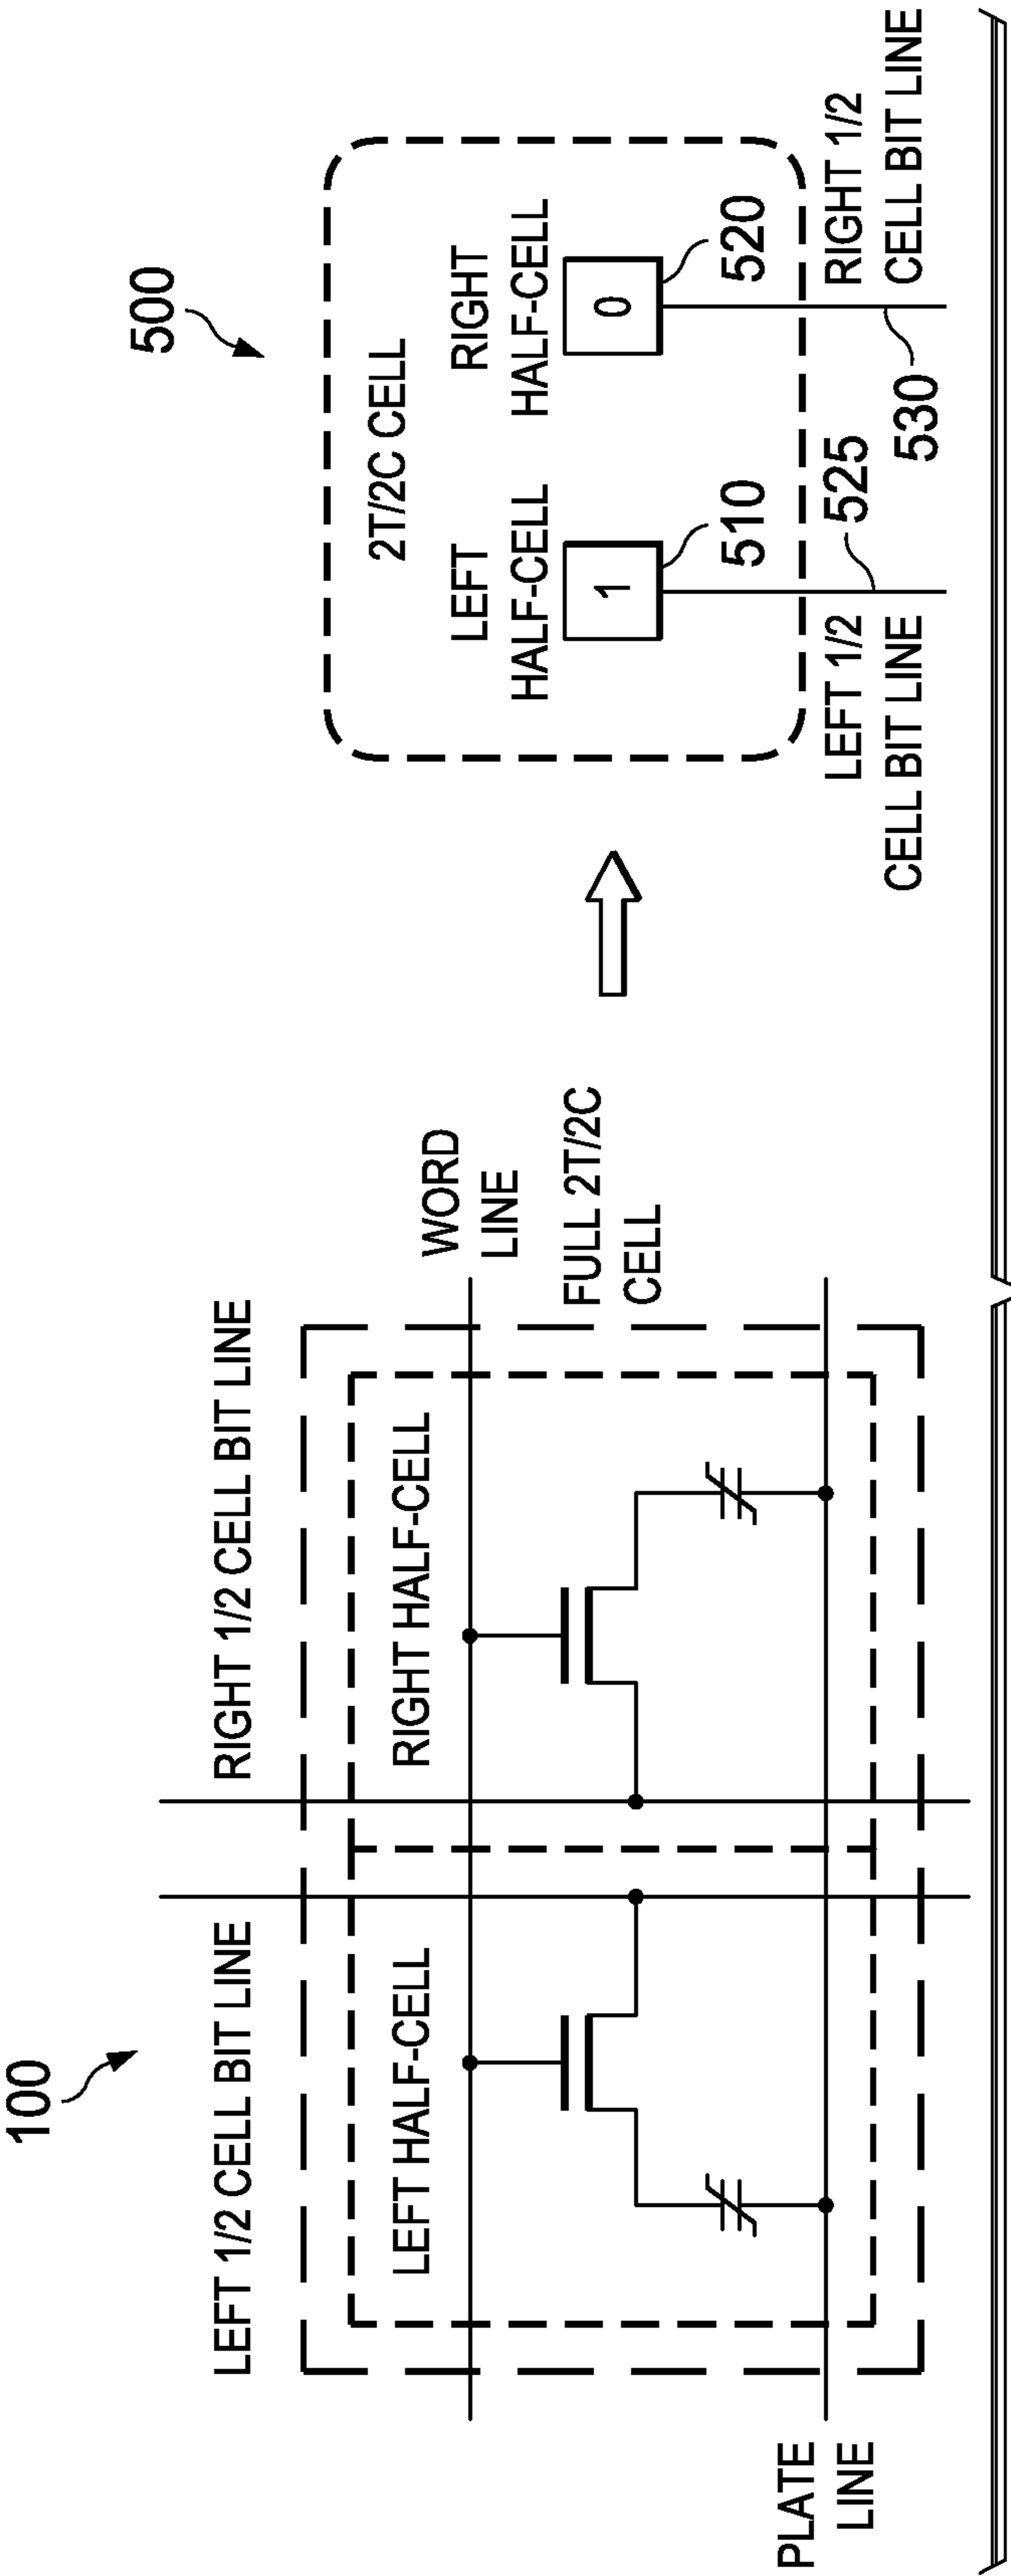 100
LEFT 1/2 CELL BIT LINE
RIGHT 1/2 CELL BIT LINE
LEFT HALF-CELL
RIGHT HALF-CELL
WORD
LINE
FULL 2T/2C
CELL
PLATE
LINE
500
2T/2C CELL
LEFT
HALF-CELL
RIGHT
HALF-CELL
1
0
510
520
LEFT 1/2
CELL BIT LINE
525
RIGHT 1/2
CELL BIT LINE
530